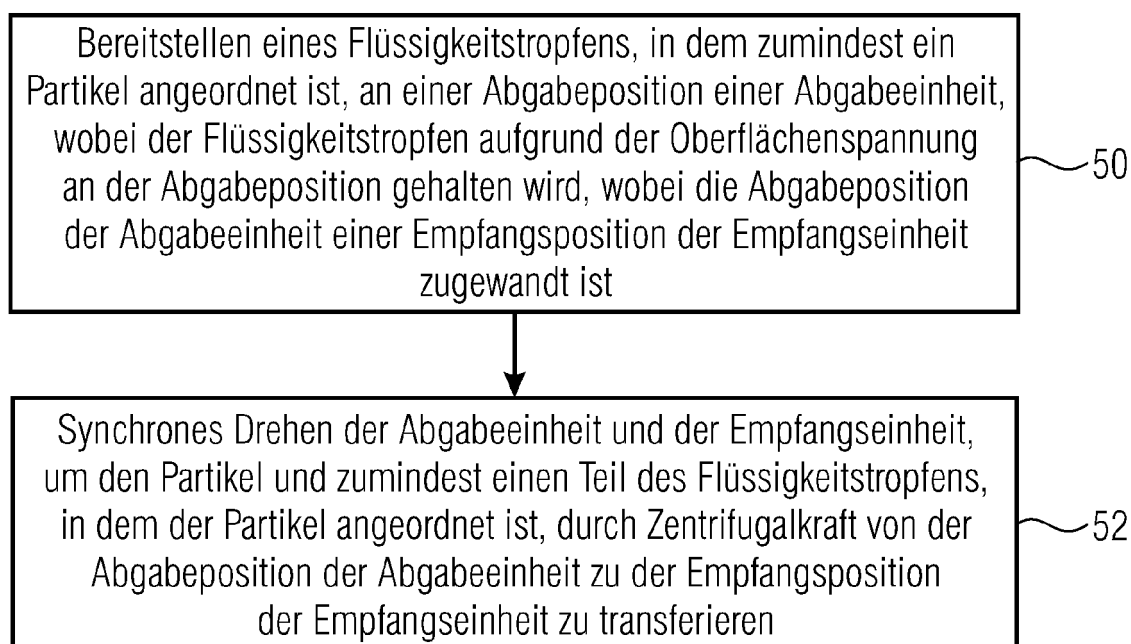 Bereitstellen eines Flüssigkeitstropfens, in dem zumindest ein
Partikel angeordnet ist, an einer Abgabeposition einer Abgabeeinheit,
wobei der Flüssigkeitstropfen aufgrund der Oberflächenspannung
an der Abgabeposition gehalten wird, wobei die Abgabeposition
der Abgabeeinheit einer Empfangsposition der Empfangseinheit
zugewandt ist
50
Synchrones Drehen der Abgabeeinheit und der Empfangseinheit,
um den Partikel und zumindest einen Teil des Flüssigkeitstropfens,
in dem der Partikel angeordnet ist, durch Zentrifugalkraft von der
Abgabeposition der Abgabeeinheit zu der Empfangsposition
der Empfangseinheit zu transferieren
52